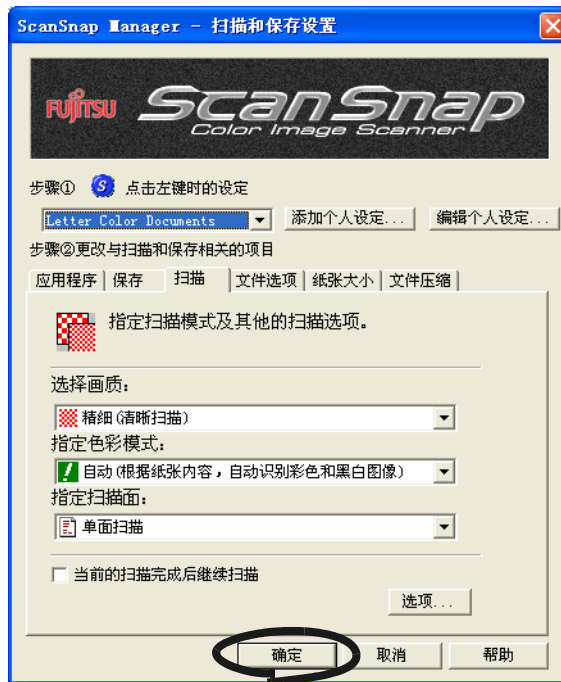 ScanSnap Manager - 扫描和保存设置
FUJITSU ScanSnap
Color Image Scanner
步骤① S 点击左键时的设定
Letter Color Documents 添加个人设定... 编辑个人设定...
步骤②更改与扫描和保存相关的项目
应用程序 保存 扫描 文件选项 纸张大小 文件压缩
指定扫描模式及其他的扫描选项。
选择画质：
精细(清晰扫描)
指定色彩模式：
自动(根据纸张内容，自动识别彩色和黑白图像)
指定扫描面：
单面扫描
当前的扫描完成后继续扫描
选项...
确定 取消 帮助